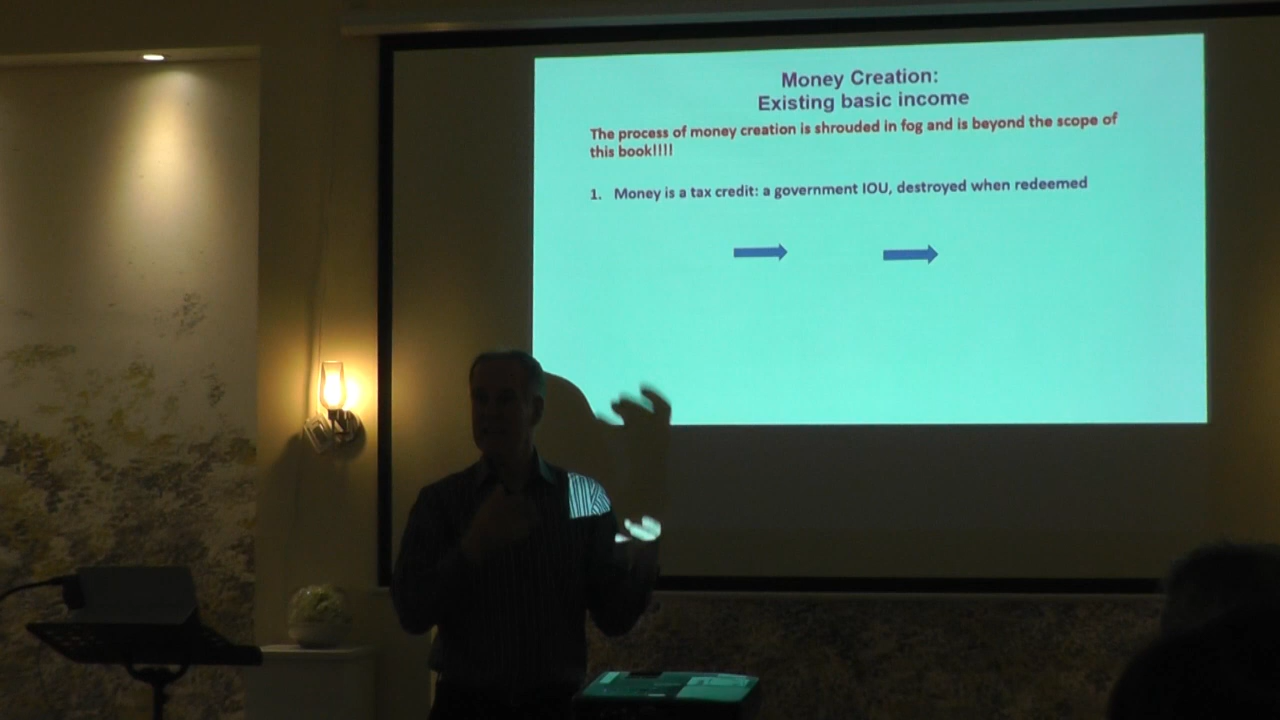 Money Creation:
Existing basic income
The process of money creation is shrouded in fog and is beyond the scope of
this book!!!!
1. Money is a tax credit: a government IOU, destroyed when redeemed